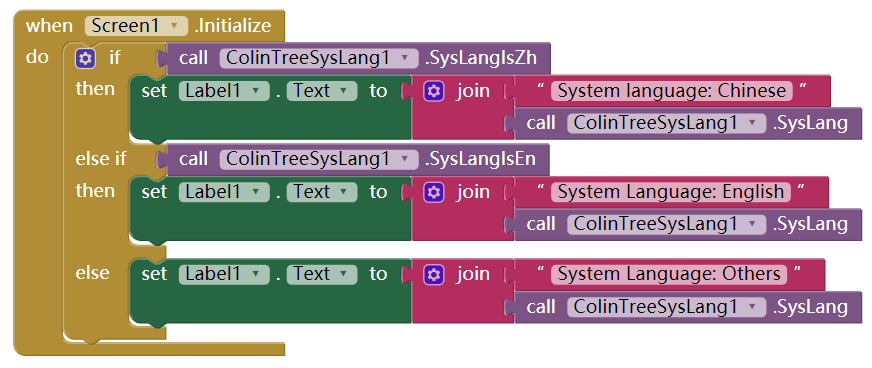 when Screen1 .Initialize
do if call ColinTreeSysLang1 .SysLangIsZh
then set Label1 . Text to join “ System language: Chinese ”
call ColinTreeSysLang1 .SysLang
else if call ColinTreeSysLang1 .SysLangIsEn
then set Label1 . Text to join “ System Language: English ”
call ColinTreeSysLang1 .SysLang
else set Label1 . Text to join “ System Language: Others ”
call ColinTreeSysLang1 .SysLang